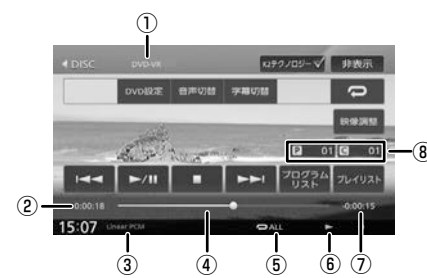 ①
DISC DVD-VR K2テクノロジー 非表示
DVD設定 音声切替 字幕切替
映像調整
P 01 C 01 ⑧
プログラムリスト プレイリスト
② 0:00:18 -0:00:15
15:07 Linear PCM ALL
③ ④ ⑤ ⑥ ⑦